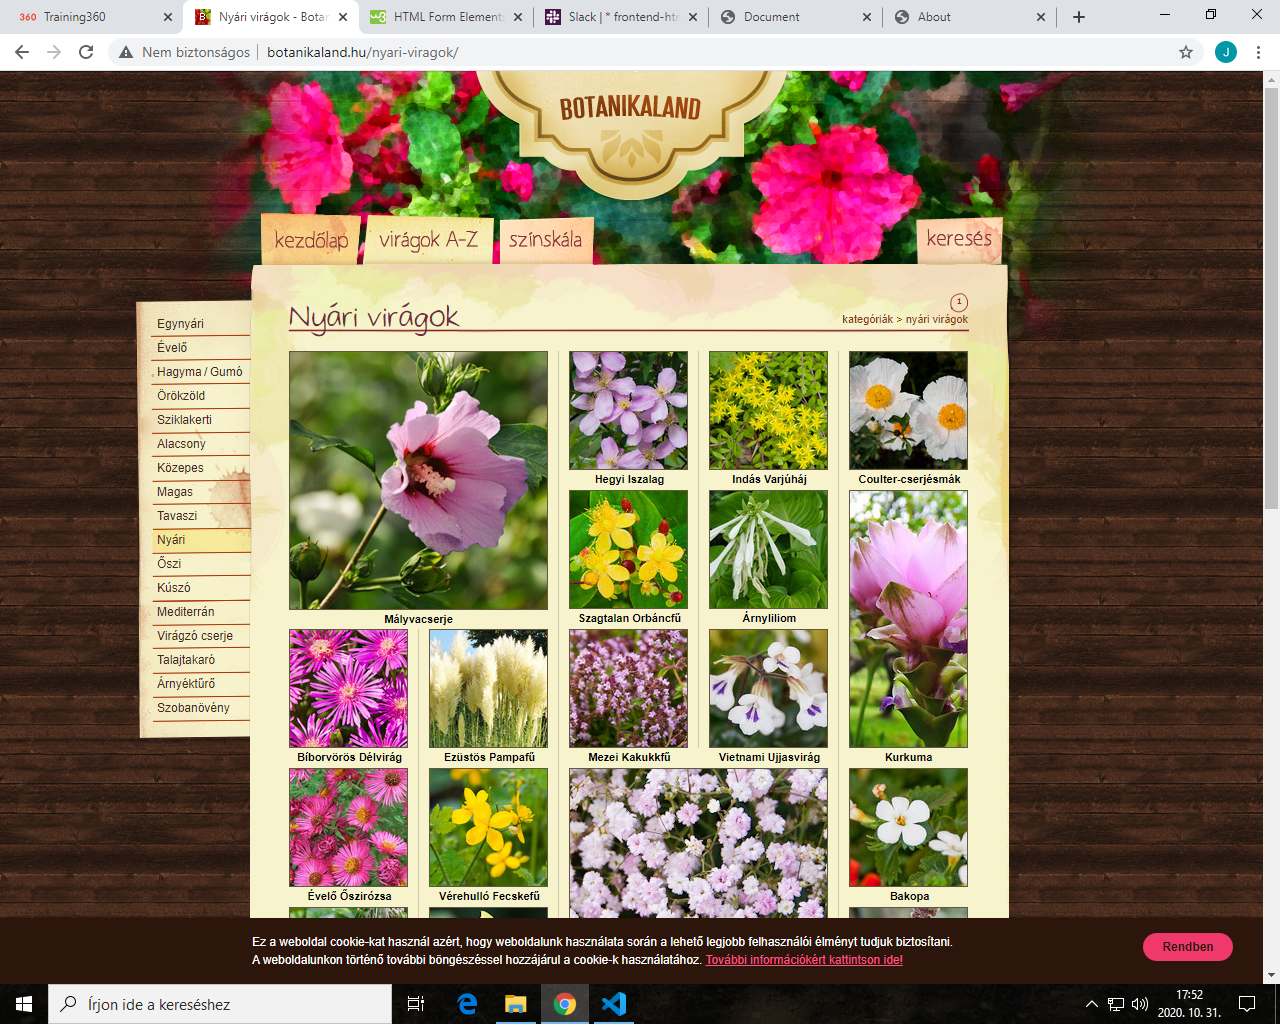 Training360
Nyári virágok - Botan
HTML Form Elements
Slack | * frontend-htm
Document
About
Nem biztonságos
botanikaland.hu/nyari-viragok/
J
BOTANIKALAND
kezdőlap
virágok A-Z
színskála
keresés
Nyári virágok
1
kategóriák > nyári virágok
Egynyári
Évelő
Hagyma / Gumó
Örökzöld
Sziklakerti
Alacsony
Közepes
Magas
Tavaszi
Nyári
Őszi
Kúszó
Mediterrán
Virágzó cserje
Talajtakaró
Árnyéktűrő
Szobanövény
Hegyi Iszalag
Indás Varjúháj
Coulter-cserjésmák
Mályvacserje
Szagtalan Orbáncfű
Árnyliliom
Bíborvörös Délvirág
Ezüstös Pampafű
Mezei Kakukkfű
Vietnami Ujjasvirág
Kurkuma
Évelő Őszirózsa
Vérehulló Fecskefű
Bakopa
Ez a weboldal cookie-kat használ azért, hogy weboldalunk használata során a lehető legjobb felhasználói élményt tudjuk biztosítani.
A weboldalunkon történő további böngészéssel hozzájárul a cookie-k használatához. További információkért kattintson ide!
Rendben
Írjon ide a kereséshez
17:52
2020. 10. 31.